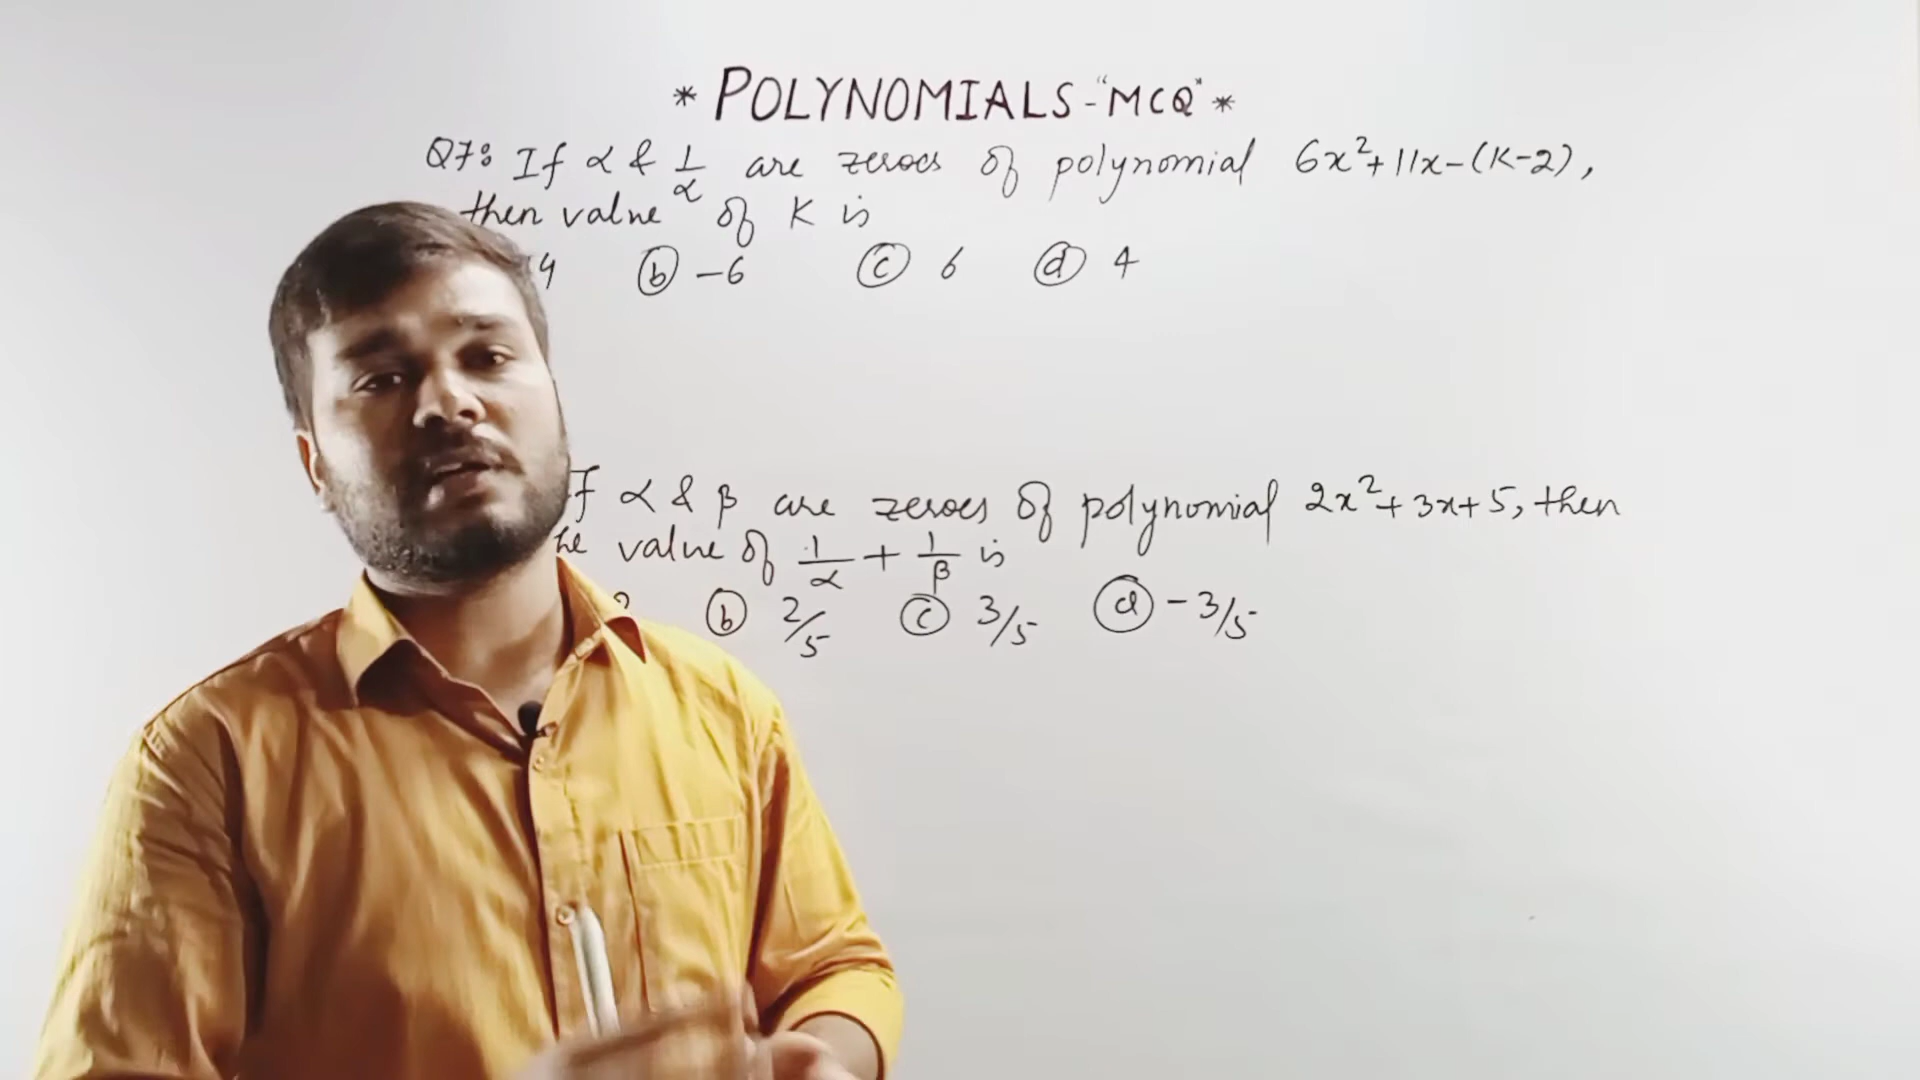 * POLYNOMIALS - "MCQ" *
Q7: If α & 1/α are zeroes of polynomial 6x²+11x-(K-2),
then value of K is
4 (b) -6 (c) 6 (d) 4
If α & β are zeroes of polynomial 2x²+3x+5, then
value of 1/α + 1/β is
(b) 2/5 (c) 3/5 (d) -3/5